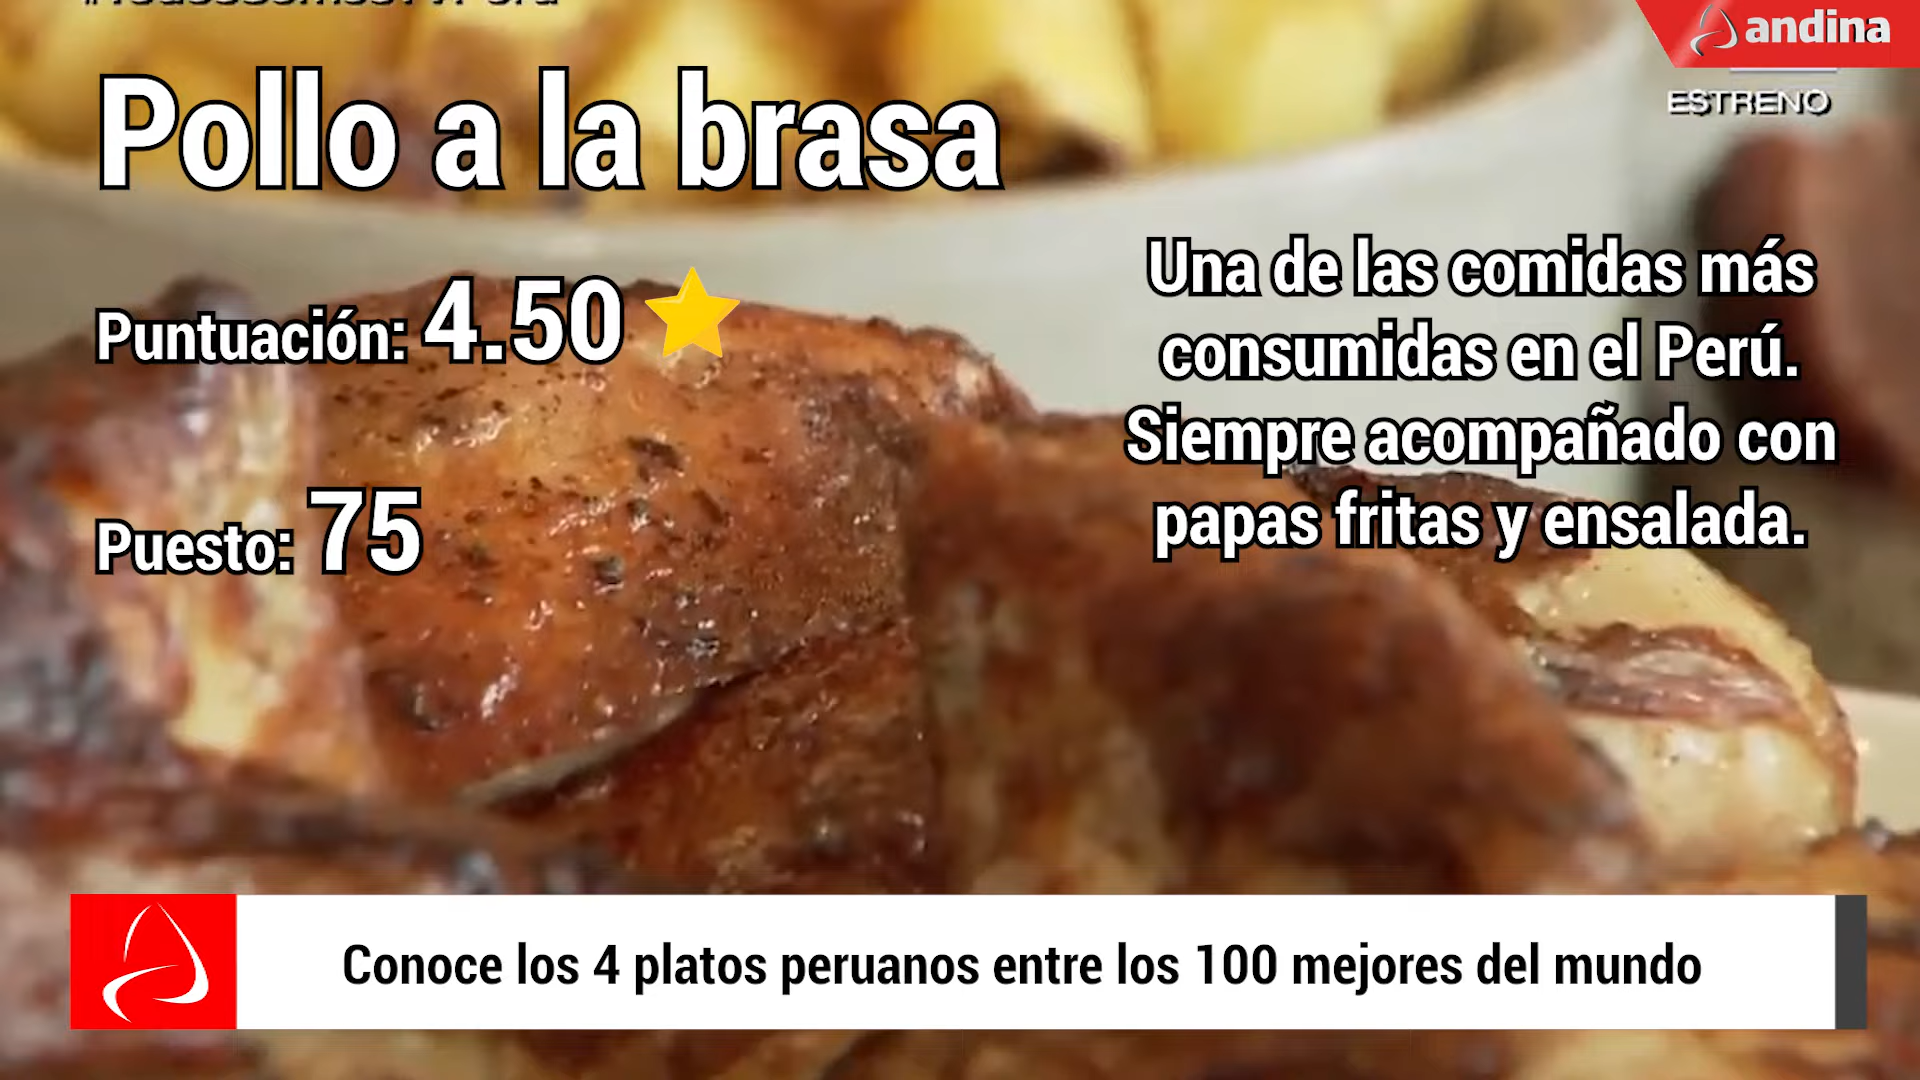 andina
ESTRENO
Pollo a la brasa
Puntuación: 4.50
Puesto: 75
Una de las comidas más
consumidas en el Perú.
Siempre acompañado con
papas fritas y ensalada.
Conoce los 4 platos peruanos entre los 100 mejores del mundo